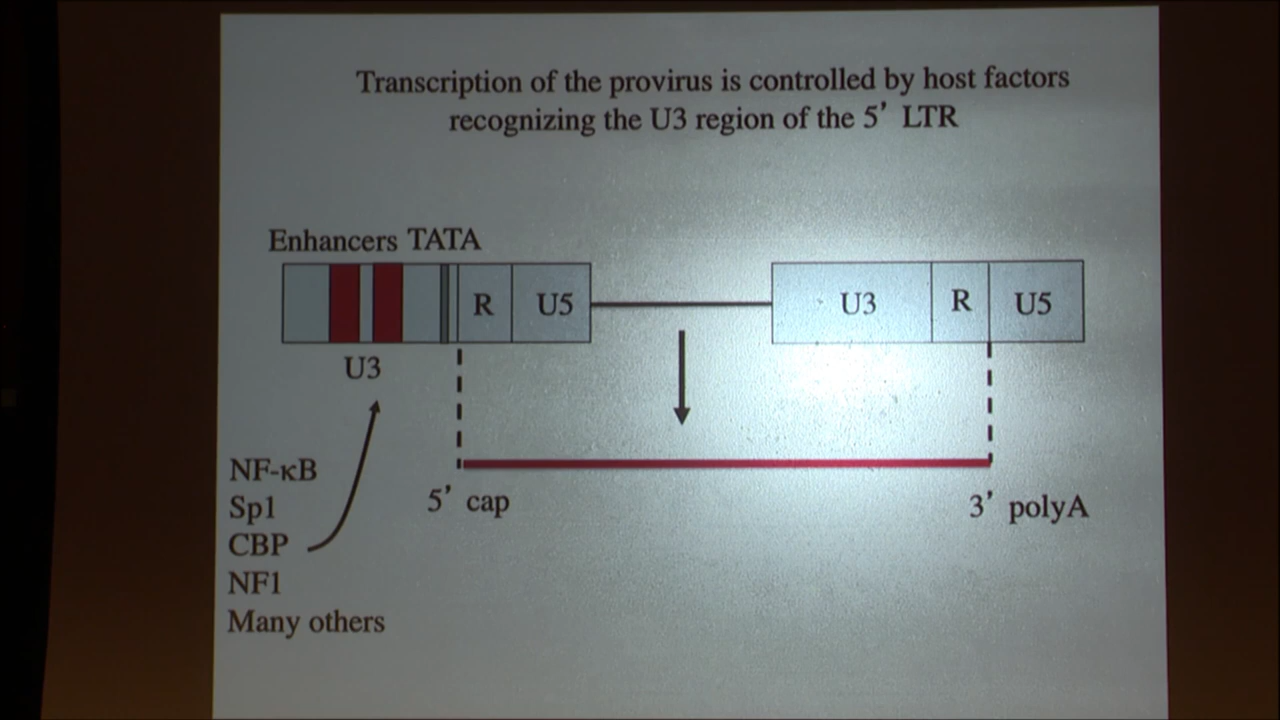 Transcription of the provirus is controlled by host factors
recognizing the U3 region of the 5’ LTR
Enhancers TATA
R
U5
U3
R
U5
U3
NF-κB
Sp1
CBP
NF1
Many others
5’ cap
3’ polyA